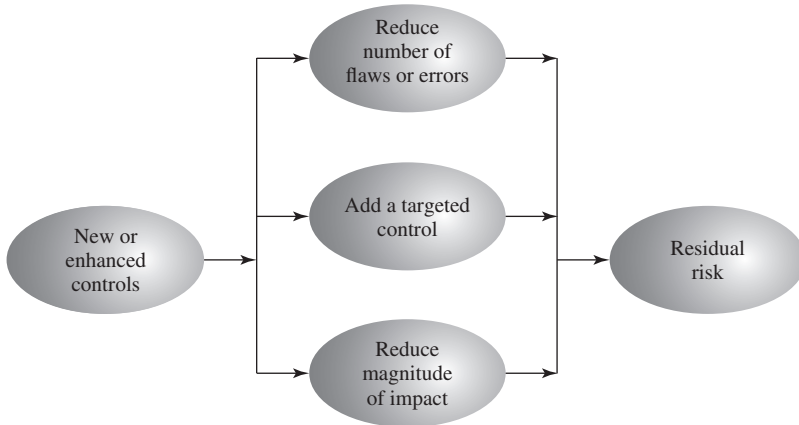 New or
enhanced
controls
Reduce
number of
flaws or errors
Add a targeted
control
Reduce
magnitude
of impact
Residual
risk